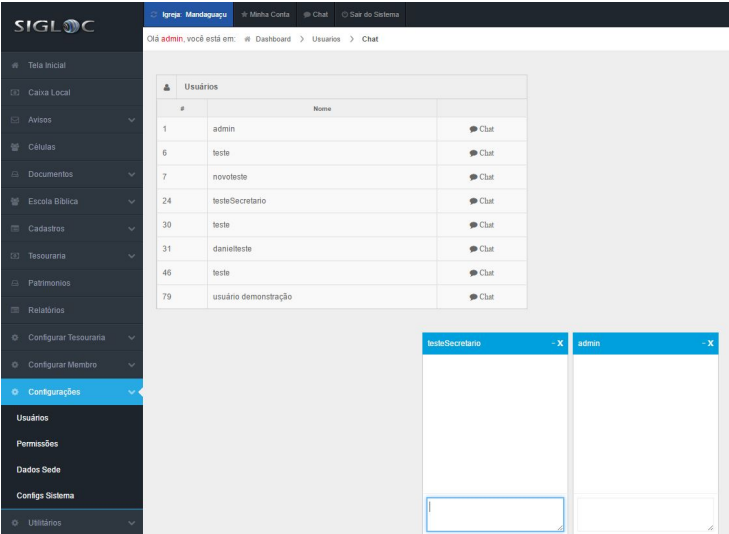 SIGLOC
Igreja: Mandaguaçu Minha Conta Chat Sair do Sistema
Olá admin, você está em: Dashboard > Usuarios > Chat
Tela Inicial
Caixa Local
Avisos
Células
Documentos
Escola Bíblica
Cadastros
Tesouraria
Patrimonios
Relatórios
Configurar Tesouraria
Configurar Membro
Configurações
Usuários
Permissões
Dados Sede
Configs Sistema
Utilitários
Usuários
# Nome
1 admin Chat
6 teste Chat
7 novoteste Chat
24 testeSecretario Chat
30 teste Chat
31 danielteste Chat
46 teste Chat
79 usuário demonstração Chat
testeSecretario - X
admin - X